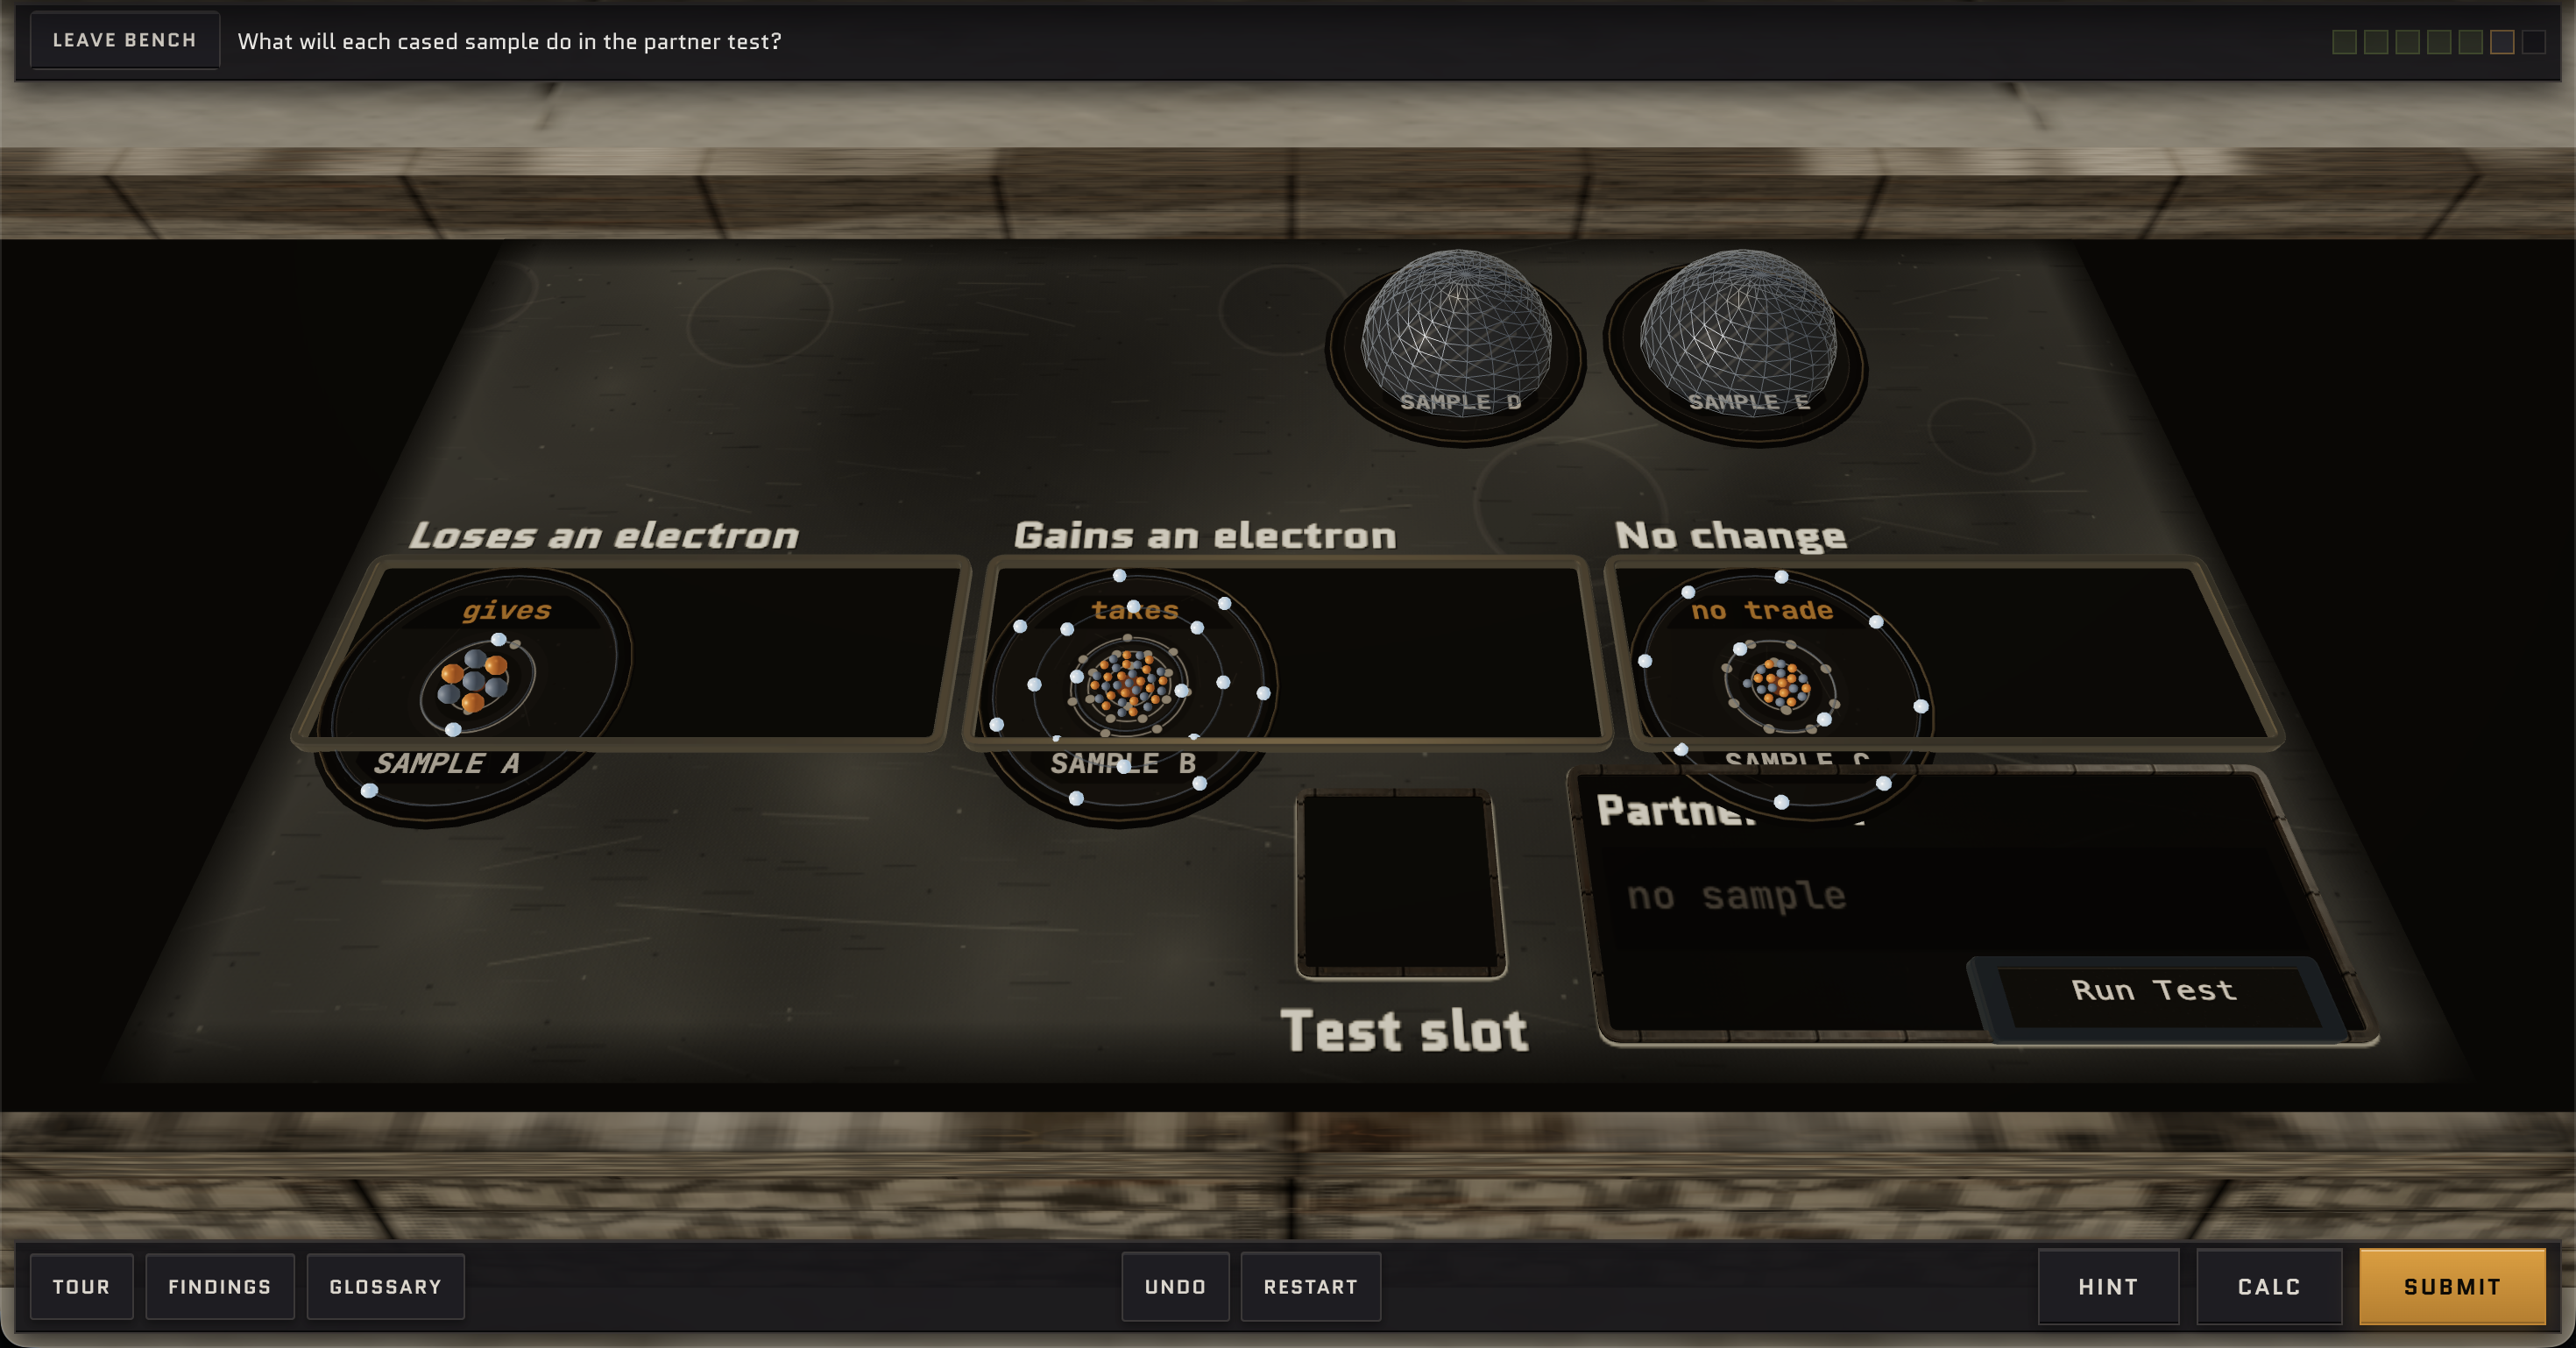 LEAVE BENCH
What will each cased sample do in the partner test?
SAMPLE D
SAMPLE E
Loses an electron
Gains an electron
No change
gives
takes
no trade
SAMPLE A
SAMPLE B
SAMPLE C
no sample
Run Test
Test slot
TOUR
FINDINGS
GLOSSARY
UNDO
RESTART
HINT
CALC
SUBMIT